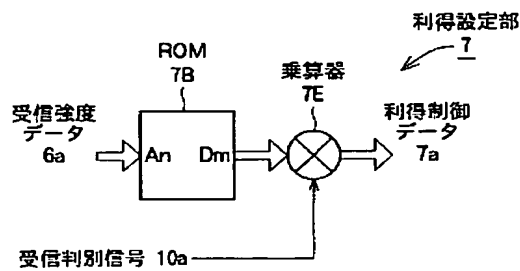 利得設定部
7
ROM
7B
乗算器
7E
受信強度
データ
6a
An
Dm
利得制御
データ
7a
受信判別信号 10a